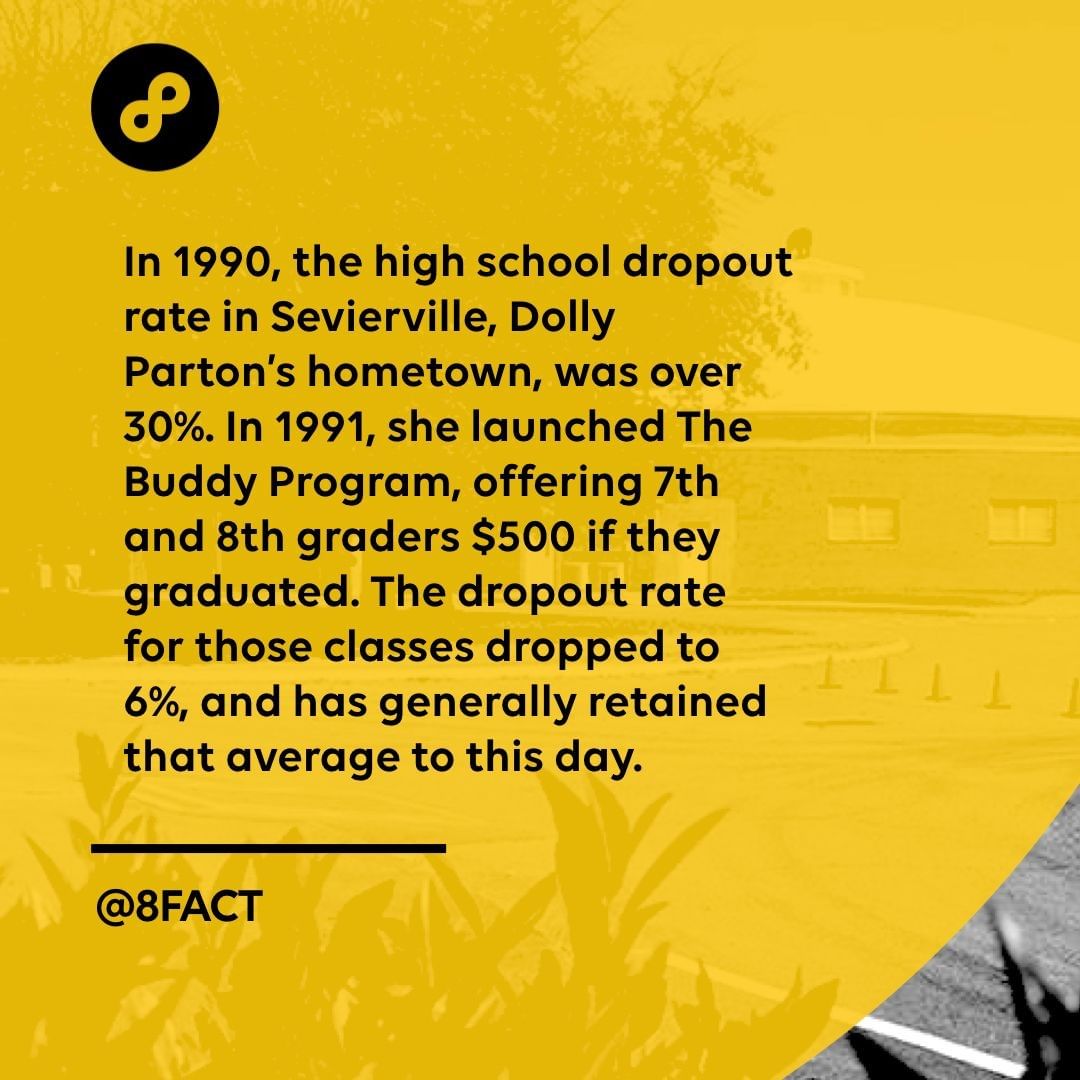 In 1990, the high school dropout
rate in Sevierville, Dolly
Parton's hometown, was over
30%. In 1991, she launched The
Buddy Program, offering 7th
and 8th graders $500 if they
graduated. The dropout rate
for those classes dropped to
6%, and has generally retained
that average to this day.
@8FACT